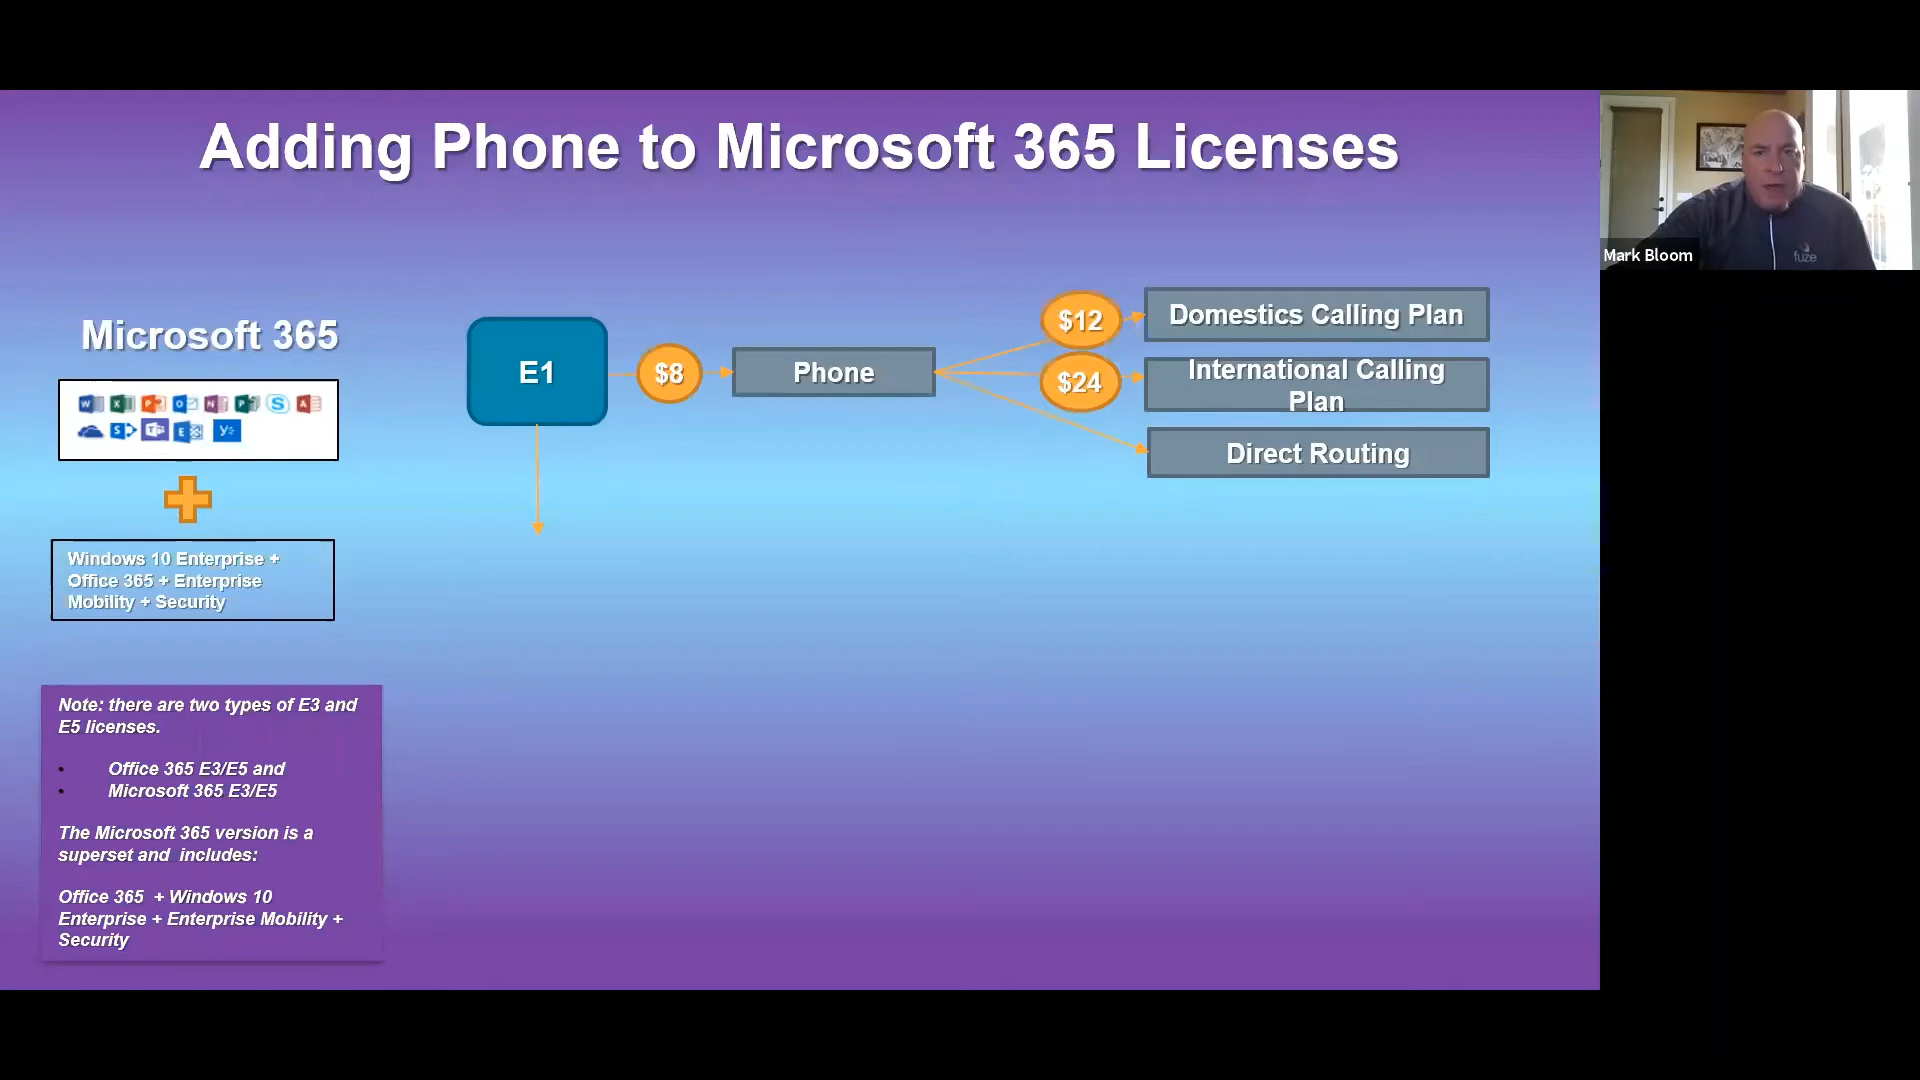 Adding Phone to Microsoft 365 Licenses
Mark Bloom
fuze
Microsoft 365
E1
$8
Phone
$12
Domestics Calling Plan
$24
International Calling
Plan
Direct Routing
Windows 10 Enterprise +
Office 365 + Enterprise
Mobility + Security
Note: there are two types of E3 and
E5 licenses.
• Office 365 E3/E5 and
• Microsoft 365 E3/E5
The Microsoft 365 version is a
superset and includes:
Office 365 + Windows 10
Enterprise + Enterprise Mobility +
Security